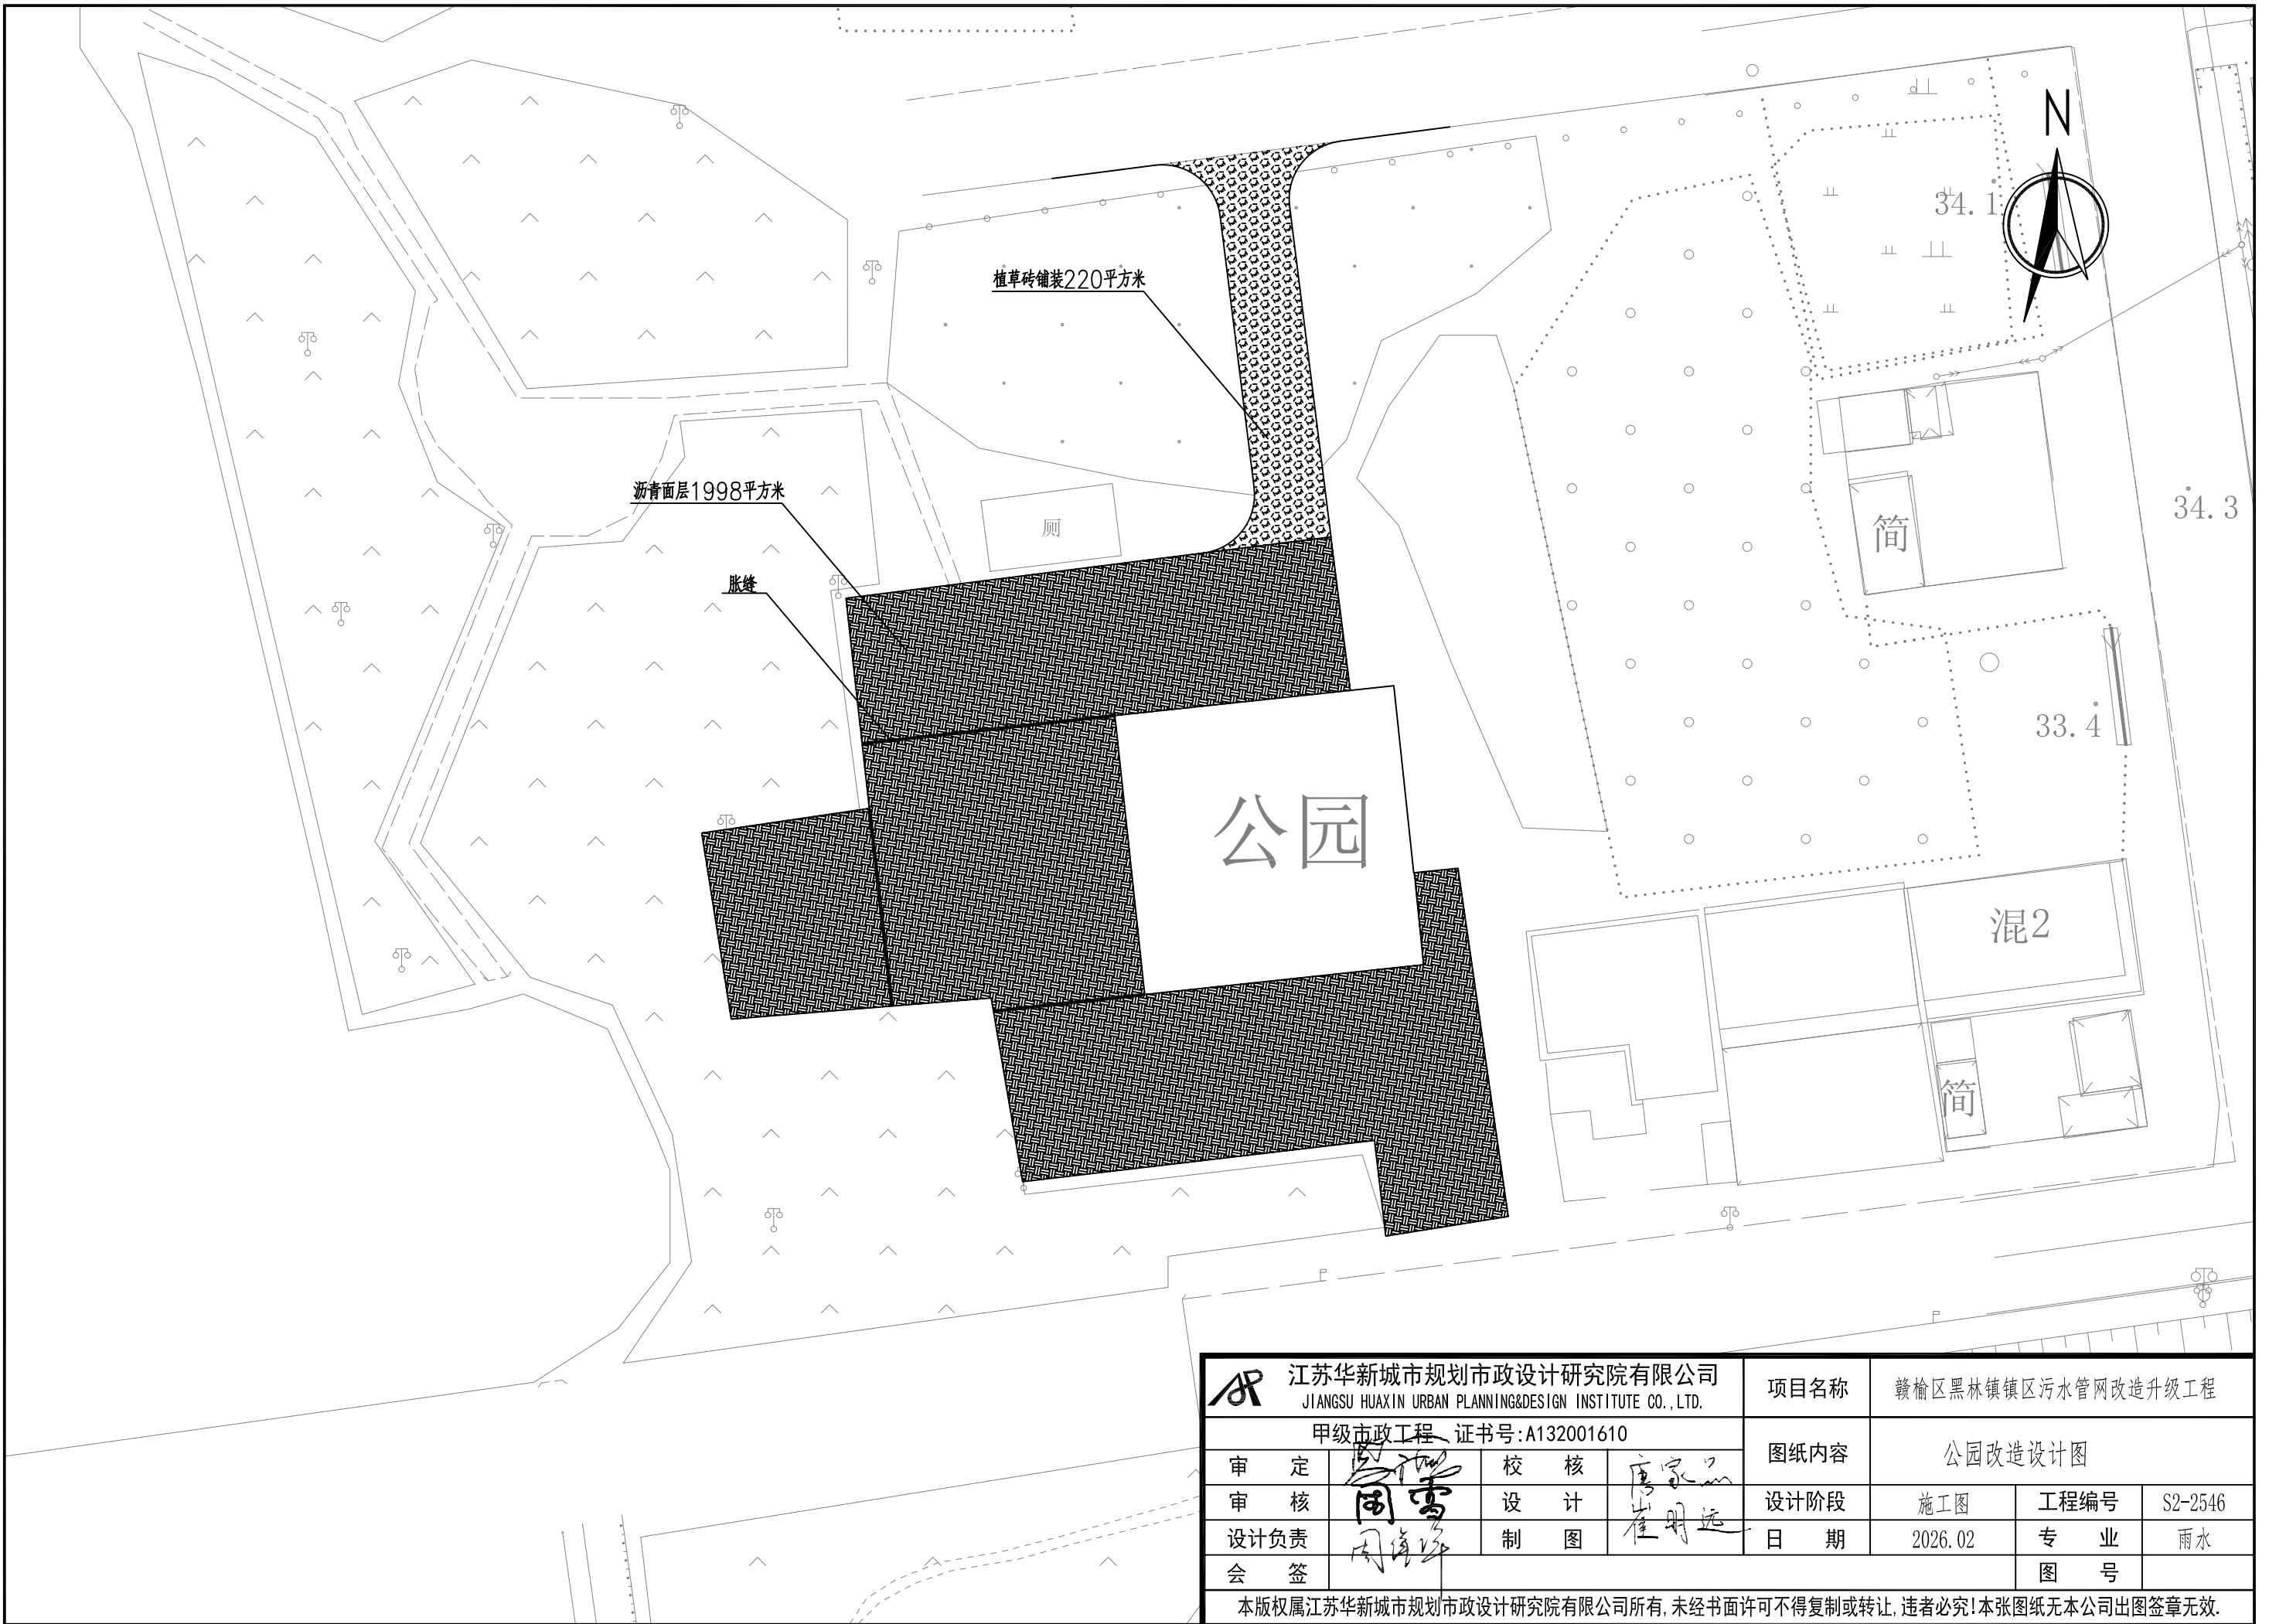 N
34.1
植草砖铺装220平方米
沥青面层1998平方米
厕
简
34.3
胀缝
33.4
公园
混2
简
江苏华新城市规划市政设计研究院有限公司
JIANGSU HUAXIN URBAN PLANNING&DESIGN INSTITUTE CO.,LTD.
项目名称 赣榆区黑林镇镇区污水管网改造升级工程
甲级市政工程 证书号:A132001610
图纸内容 公园改造设计图
审 定 校 核 唐家品
审 核 设 计 崔明远
设计阶段 施工图 工程编号 S2-2546
设计负责 制 图
日 期 2026.02 专 业 雨水
会 签 图 号
本版权属江苏华新城市规划市政设计研究院有限公司所有,未经书面许可不得复制或转让,违者必究!本张图纸无本公司出图签章无效.